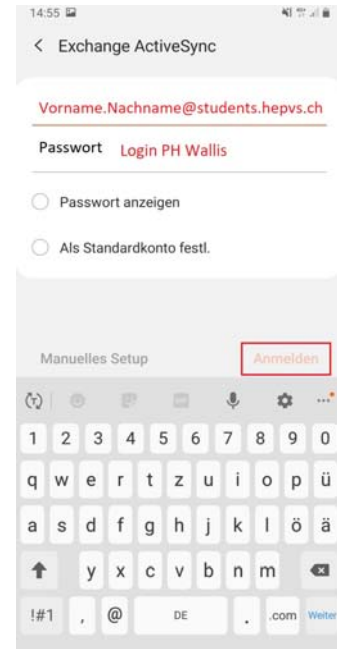 14:55
< Exchange ActiveSync
Vorname.Nachname@students.hepvs.ch
Passwort Login PH Wallis
Passwort anzeigen
Als Standardkonto festl.
Manuelles Setup Anmelden
1 2 3 4 5 6 7 8 9 0
q w e r t z u i o p ü
a s d f g h j k l ö ä
y x c v b n m
!#1 , @ DE . .com Weiter